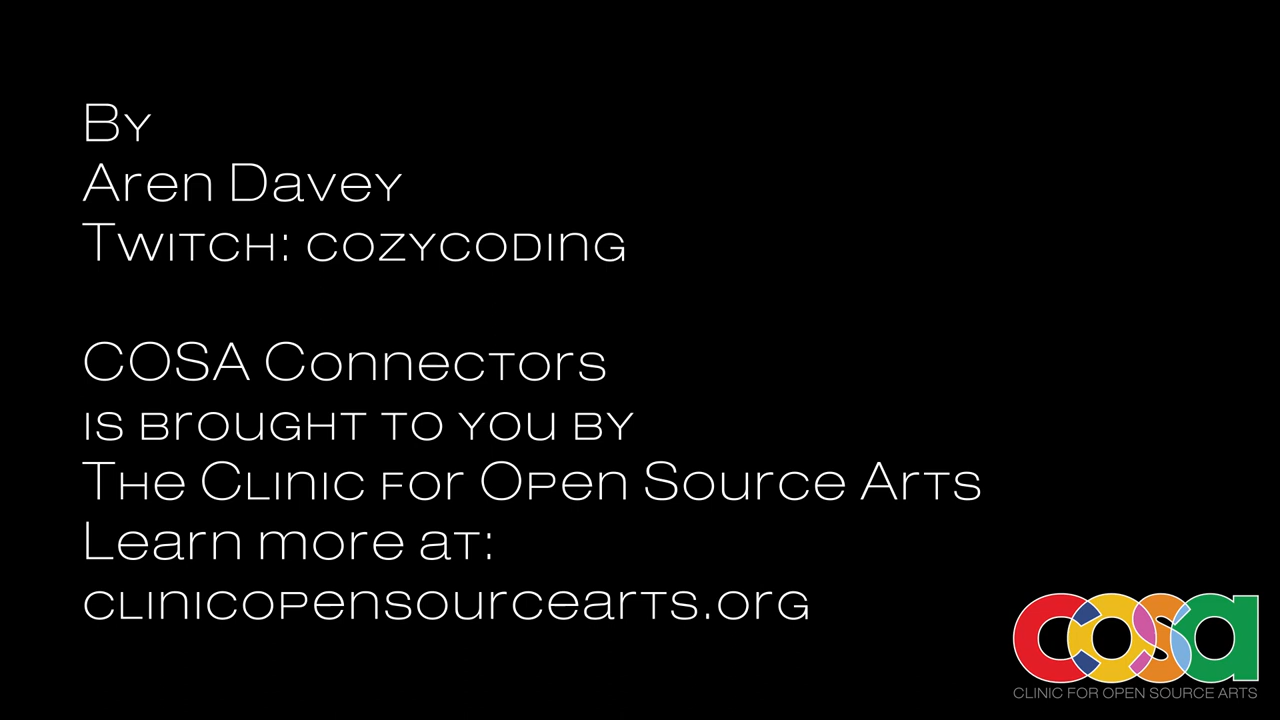 By
Aren Davey
Twitch: cozycoding
COSA Connectors
is brought to you by
The Clinic for Open Source Arts
Learn more at:
clinicopensourcearts.org
cosa
CLINIC FOR OPEN SOURCE ARTS